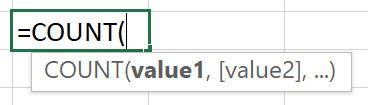 =COUNT(
COUNT(value1, [value2], ...)